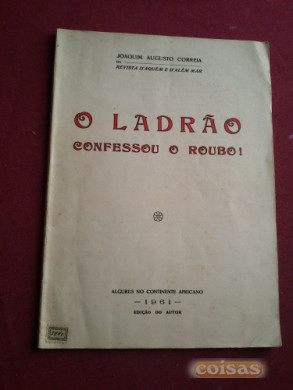 JOAQUIM AUGUSTO CORREIA
DA
REVISTA D'AQUÉM E D'ALÉM MAR
O LADRÃO
CONFESSOU O ROUBO!
ALGURES NO CONTINENTE AFRICANO
—1961—
EDIÇÃO DO AUTOR
coisas